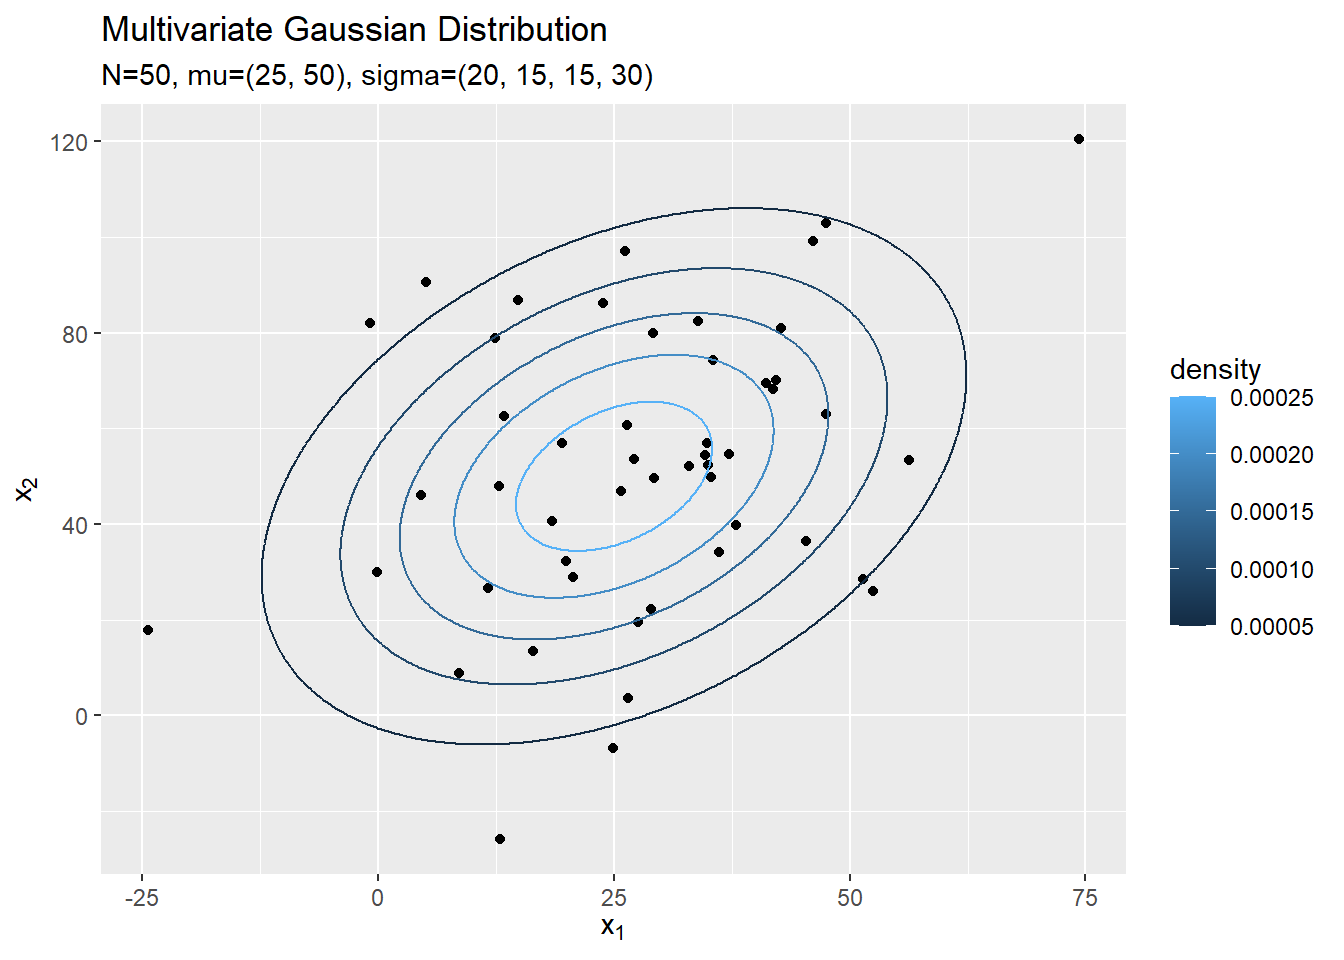 Multivariate Gaussian Distribution
N=50, mu=(25, 50), sigma=(20, 15, 15, 30)
120
80
40
0
x2
-25 0 25 50 75
x1
density
0.00025
0.00020
0.00015
0.00010
0.00005